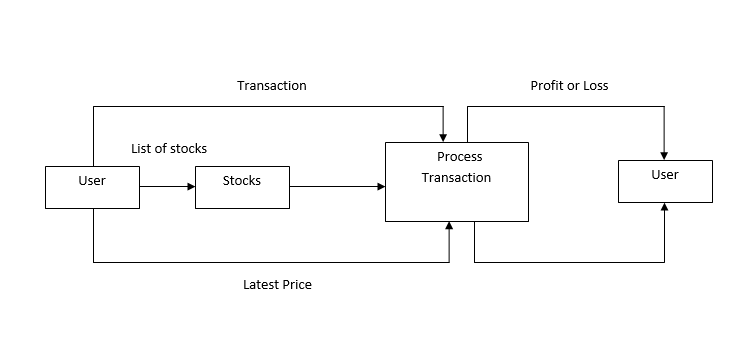 Transaction
Profit or Loss
List of stocks
User
Stocks
Process
Transaction
User
Latest Price